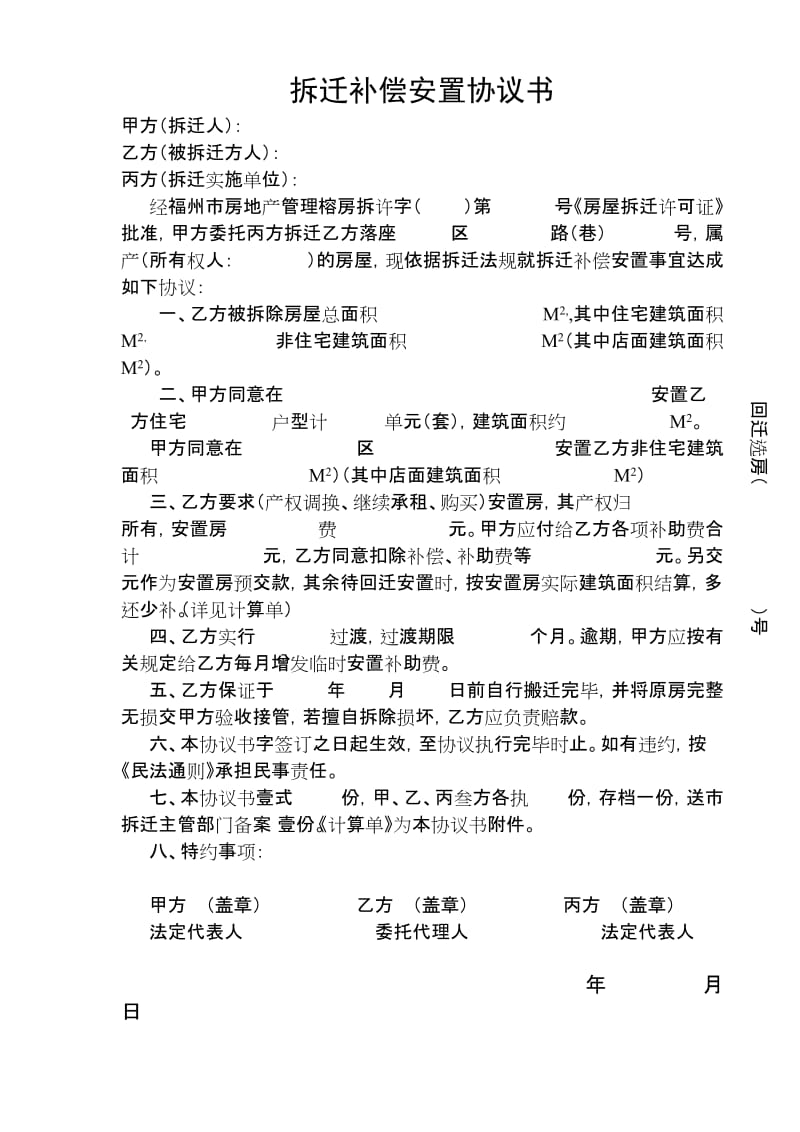 拆迁补偿安置协议书
甲方(拆迁人):
乙方(被拆迁方人):
丙方(拆迁实施单位):
经福州市房地产管理榕房拆许字( )第 号《房屋拆迁许可证》
批准, 甲方委托丙方拆迁乙方落座 区 路(巷) 号, 属
产(所有权人: )的房屋, 现依据拆迁法规就拆迁补偿安置事宜达成
如下协议:
一、乙方被拆除房屋总面积 M²·,其中住宅建筑面积
M²· 非住宅建筑面积 M²(其中店面建筑面积
M²)。
二、甲方同意在 安置乙
方住宅 户型计 单元(套), 建筑面积约 M²。
甲方同意在 区 安置乙方非住宅建筑
面积 M²)(其中店面建筑面积 M²)
三、乙方要求(产权调换、继续承租、购买)安置房, 其产权归
所有, 安置房 费 元。甲方应付给乙方各项补助费合
计 元, 乙方同意扣除补偿、补助费等 元。另交
元作为安置房预交款, 其余待回迁安置时, 按安置房实际建筑面积结算, 多
还少补。(详见计算单)
四、乙方实行 过渡, 过渡期限 个月。逾期, 甲方应按有
关规定给乙方每月增发临时安置补助费。
五、乙方保证于 年 月 日前自行搬迁完毕, 并将原房完整
无损交甲方验收接管, 若擅自拆除损坏, 乙方应负责赔款。
六、本协议书字签订之日起生效, 至协议执行完毕时止。如有违约, 按
《民法通则》承担民事责任。
七、本协议书壹式 份, 甲、乙、丙叁方各执 份, 存档一份, 送市
拆迁主管部门备案 壹份。《计算单》为本协议书附件。
八、特约事项:
甲方 (盖章) 乙方 (盖章) 丙方 (盖章)
法定代表人 委托代理人 法定代表人
年 月
日
回迁选房( )号